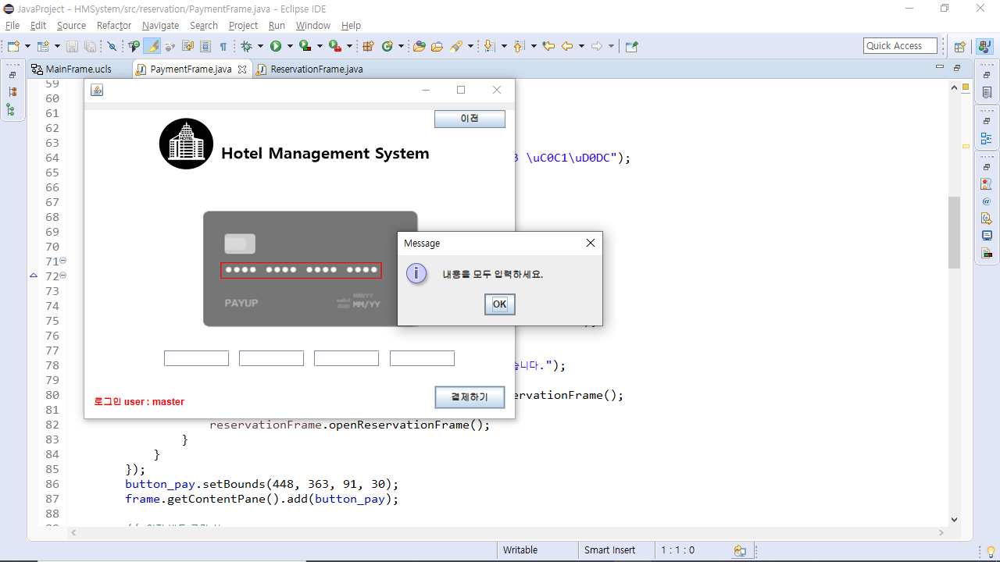 JavaProject - HMSystem/src/reservation/PaymentFrame.java - Eclipse IDE
File Edit Source Refactor Navigate Search Project Run Window Help
Quick Access
MainFrame.ucls PaymentFrame.java ReservationFrame.java
59
60
61
이전
62
HOTEL
63
Hotel Management System
64 \uC0C1\uD0DC");
65
66
67
68
69
Message
70
71
내용을 모두 입력하세요.
72
73
PAYUP MM/YY
MM/YY
OK
74
75
76
77
78 니다.");
79
80 ervationFrame();
결제하기
로그인 user : master
81
82 reservationFrame.openReservationFrame();
83 }
84 }
85 });
86 button_pay.setBounds(448, 363, 91, 30);
87 frame.getContentPane().add(button_pay);
88
Writable Smart Insert 1 : 1 : 0